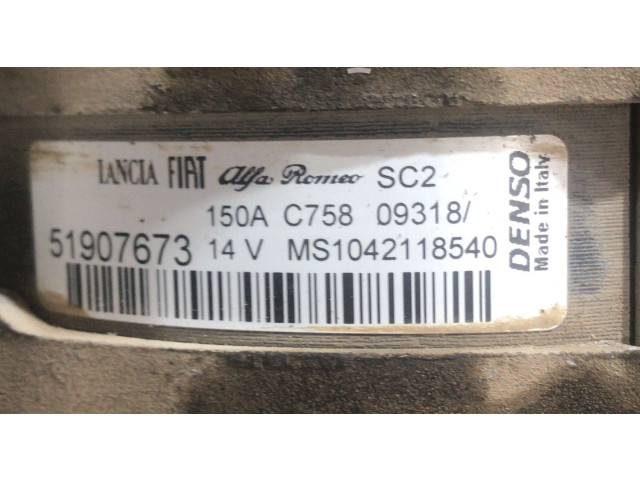 LANCIA FIAT Alfa Romeo SC2
150A C758 09318/
51907673 14 V MS1042118540
DENSO
Made in Italy